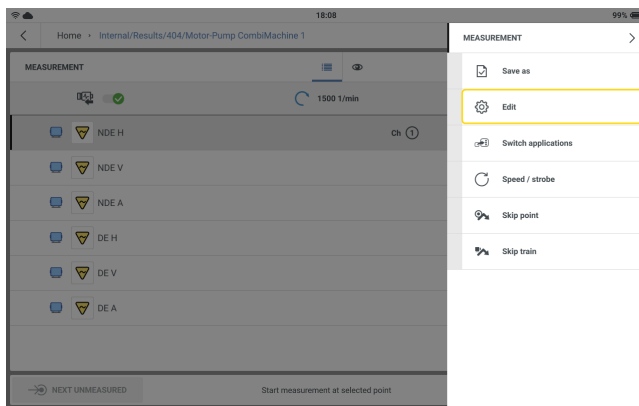 18:08
99%
Home › Internal/Results/404/Motor-Pump CombiMachine 1
MEASUREMENT
1500 1/min
NDE H
Ch 1
NDE V
NDE A
DE H
DE V
DE A
NEXT UNMEASURED
Start measurement at selected point
MEASUREMENT
Save as
Edit
Switch applications
Speed / strobe
Skip point
Skip train